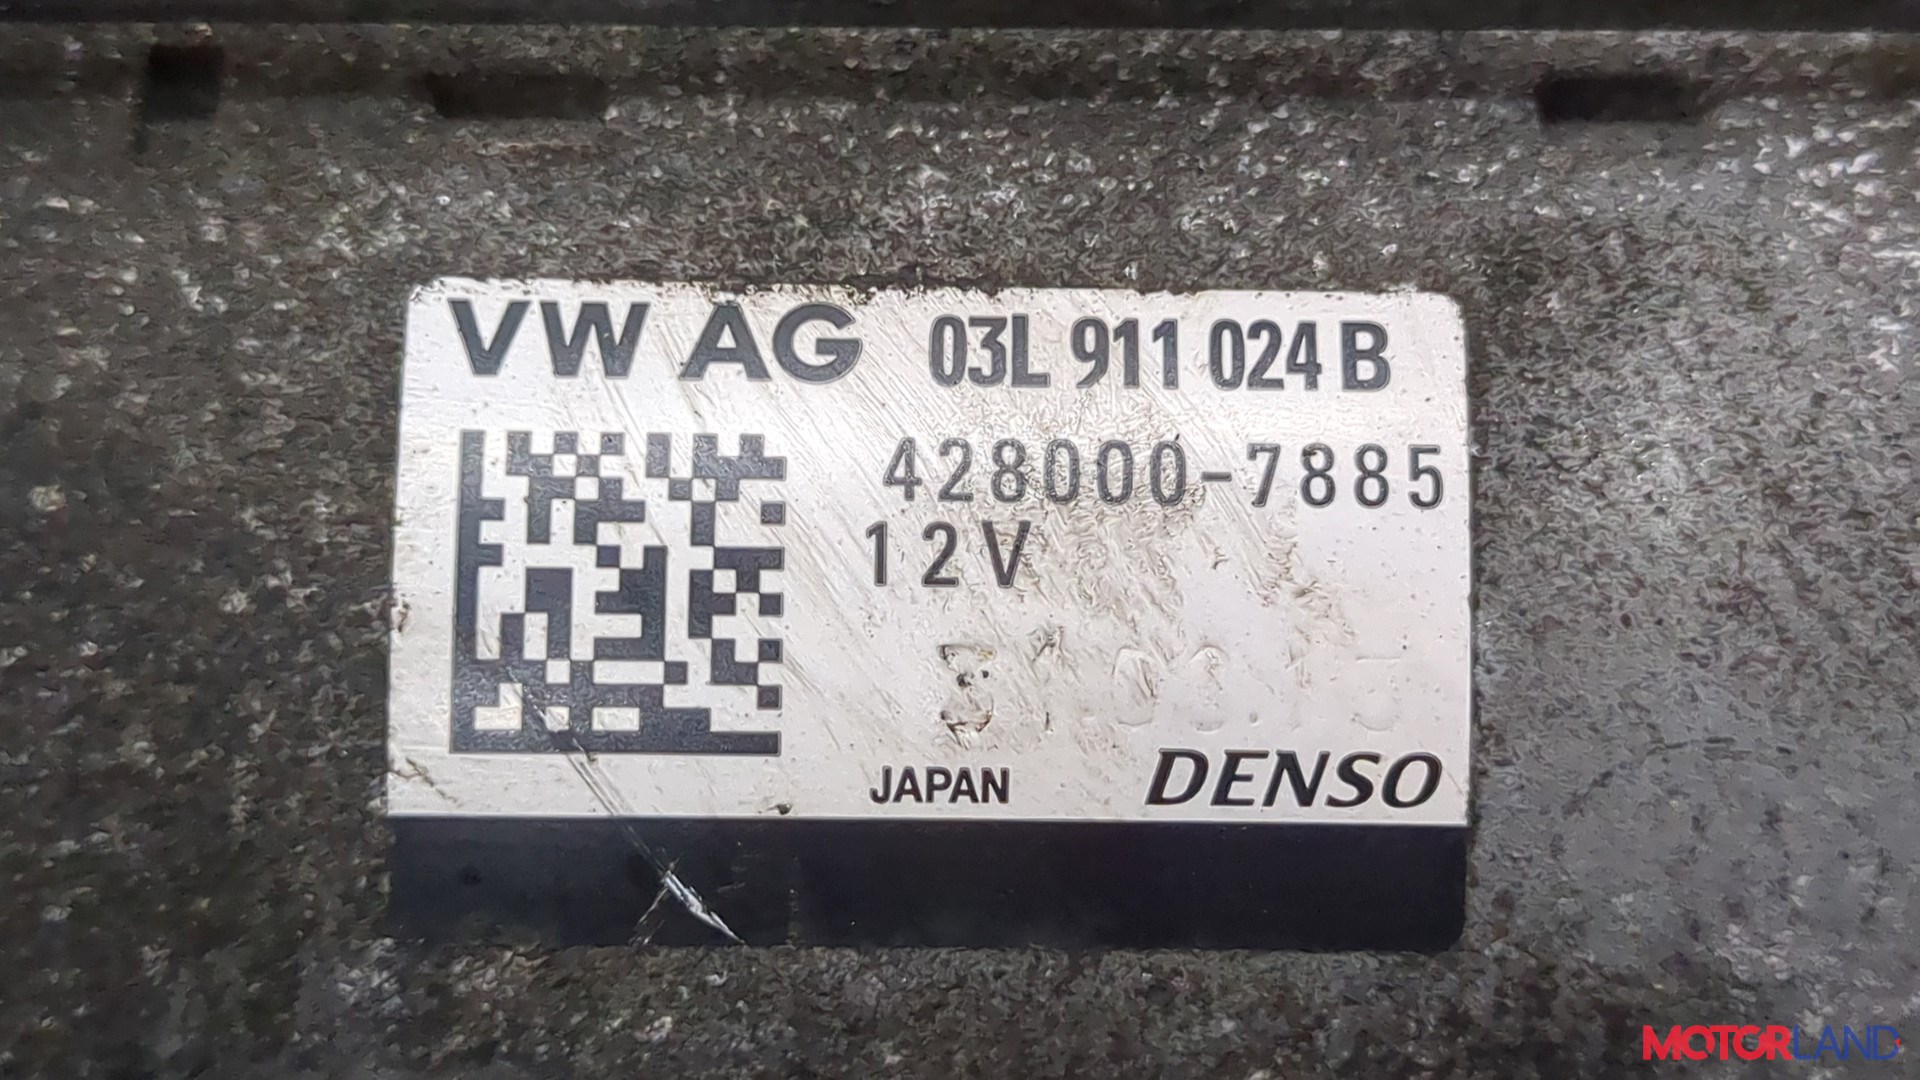 VW AG 03L 911 024 B
428000-7885
12V
JAPAN DENSO
MOTORLAND